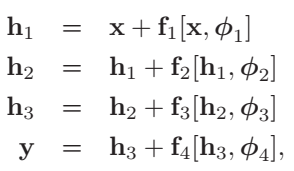 h₁ = x + f₁[x, ϕ₁]
h₂ = h₁ + f₂[h₁, ϕ₂]
h₃ = h₂ + f₃[h₂, ϕ₃]
y = h₃ + f₄[h₃, ϕ₄],